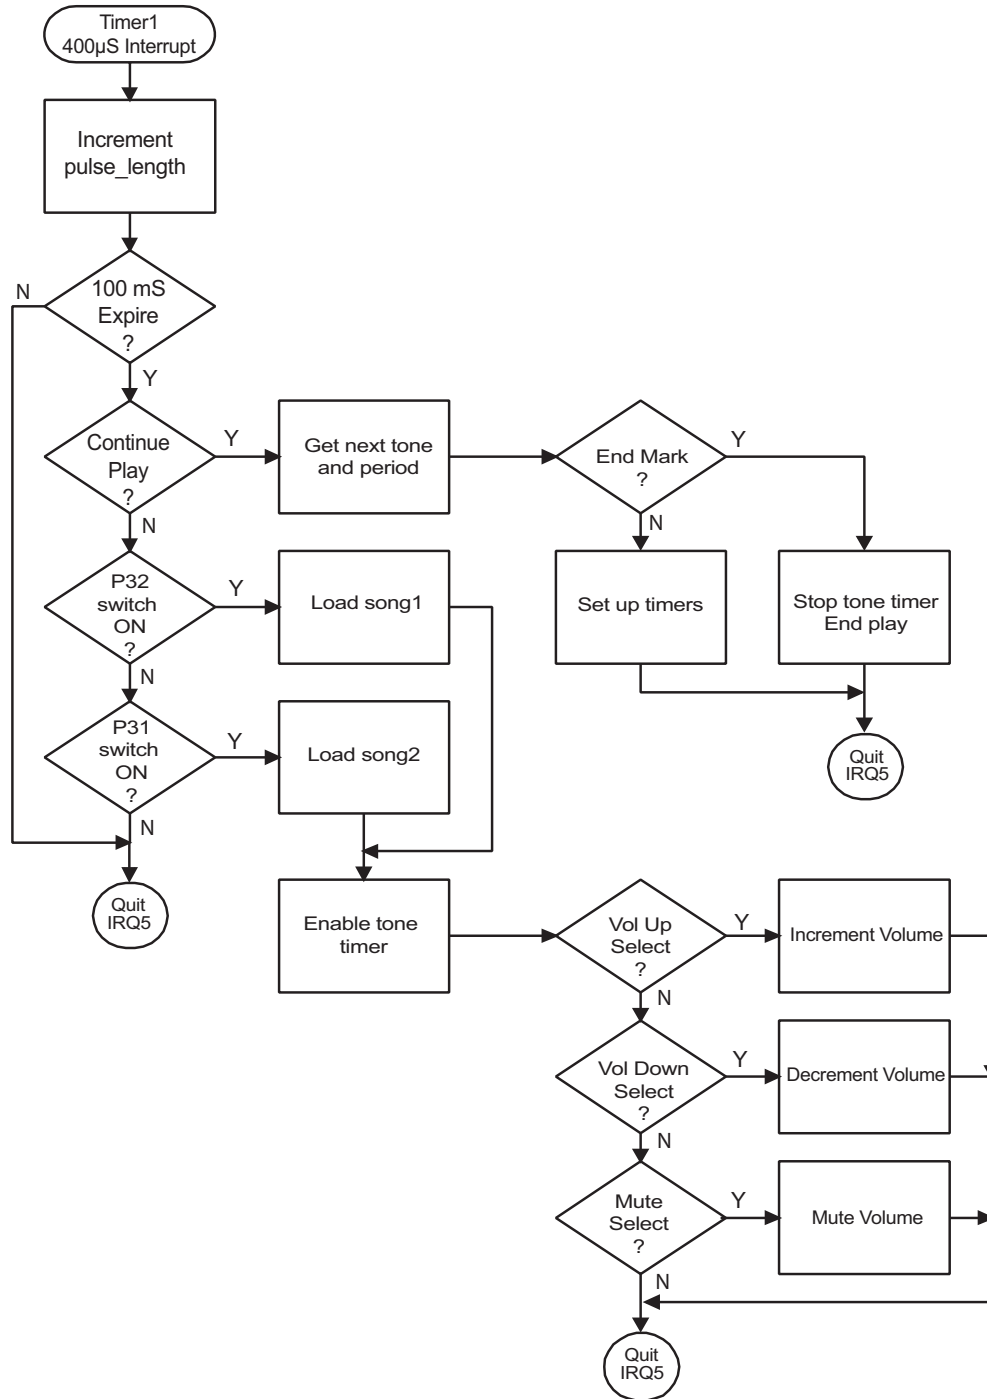 Timer1
400µS Interrupt
Increment
pulse_length
100 mS
Expire
?
N
Y
Continue
Play
?
Y
N
Get next tone
and period
End Mark
?
Y
N
P32
switch
ON
?
Y
N
Load song1
Set up timers
Stop tone timer
End play
P31
switch
ON
?
Y
N
Load song2
Quit
IRQ5
Quit
IRQ5
Enable tone
timer
Vol Up
Select
?
Y
N
Increment Volume
Vol Down
Select
?
Y
N
Decrement Volume
Mute
Select
?
Y
N
Mute Volume
Quit
IRQ5